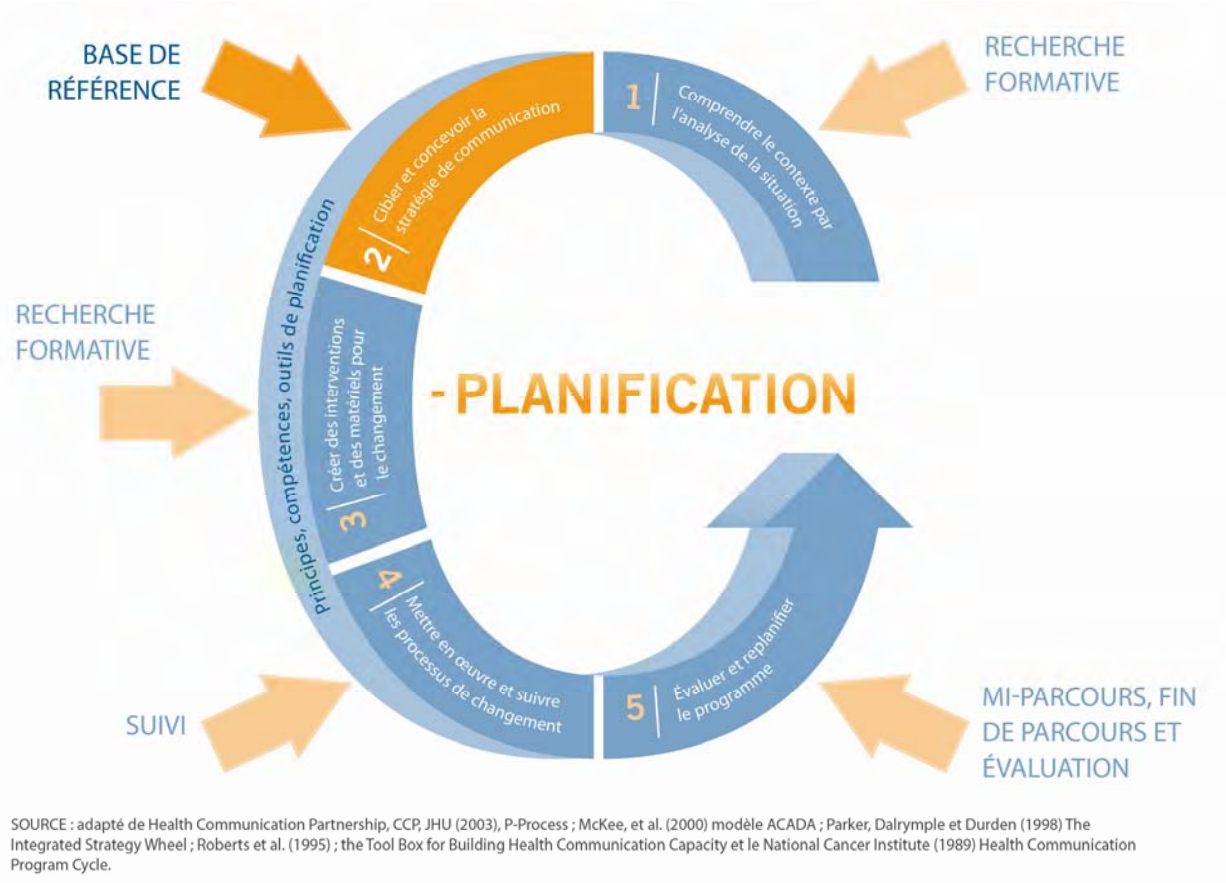 BASE DE
RÉFÉRENCE
RECHERCHE
FORMATIVE
1
Comprendre le contexte par
l'analyse de la situation
2
Cibler et concevoir la
stratégie de communication
Principes, compétences, outils de planification
RECHERCHE
FORMATIVE
3
Créer des interventions
et des matériels pour
le changement
- PLANIFICATION
4
Mettre en œuvre et suivre
les processus de changement
5
Évaluer et replanifier
le programme
SUIVI
MI-PARCOURS, FIN
DE PARCOURS ET
ÉVALUATION
SOURCE : adapté de Health Communication Partnership, CCP, JHU (2003), P-Process ; McKee, et al. (2000) modèle ACADA ; Parker, Dalrymple et Durden (1998) The
Integrated Strategy Wheel ; Roberts et al. (1995) ; the Tool Box for Building Health Communication Capacity et le National Cancer Institute (1989) Health Communication
Program Cycle.